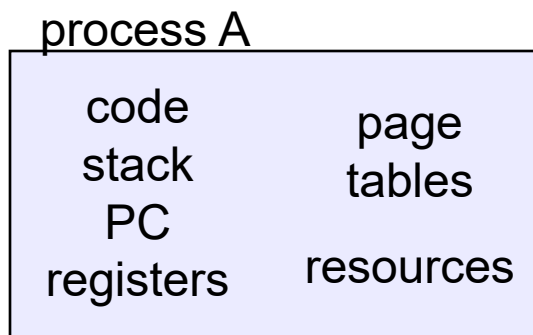 process A
code
stack
PC
registers
page
tables
resources